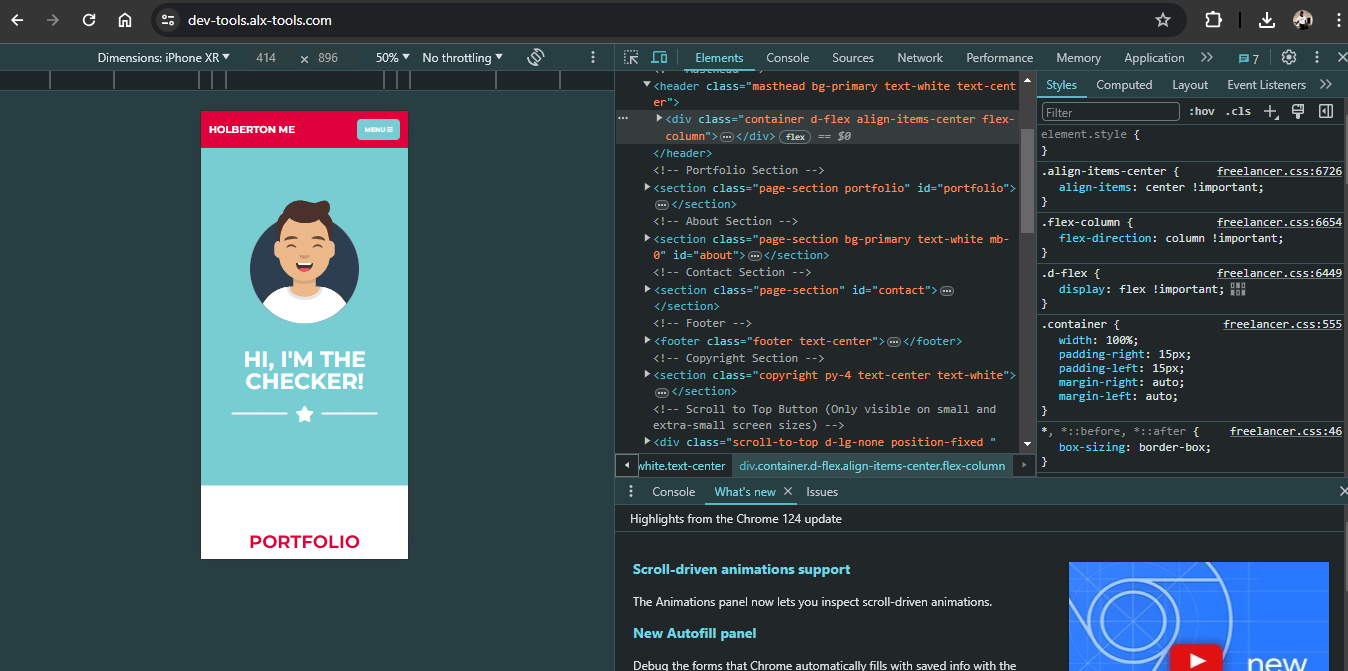 dev-tools.alx-tools.com
Dimensions: iPhone XR ▼ 414 × 896 50% ▼ No throttling ▼
HOLBERTON ME
MENU ☰
HI, I'M THE
CHECKER!
PORTFOLIO
Elements Console Sources Network Performance Memory Application » 7
<header class="masthead bg-primary text-white text-cent
er">
<div class="container d-flex align-items-center flex-
column">…</div> flex == $0
</header>
<!-- Portfolio Section -->
<section class="page-section portfolio" id="portfolio">
…</section>
<!-- About Section -->
<section class="page-section bg-primary text-white mb-
0" id="about">…</section>
<!-- Contact Section -->
<section class="page-section" id="contact">…
</section>
<!-- Footer -->
<footer class="footer text-center">…</footer>
<!-- Copyright Section -->
<section class="copyright py-4 text-center text-white">
…</section>
<!-- Scroll to Top Button (Only visible on small and
extra-small screen sizes) -->
<div class="scroll-to-top d-lg-none position-fixed "
white.text-center div.container.d-flex.align-items-center.flex-column
Styles Computed Layout Event Listeners »
Filter :hov .cls
element.style {
}
.align-items-center { freelancer.css:6726
align-items: center !important;
}
.flex-column { freelancer.css:6654
flex-direction: column !important;
}
.d-flex { freelancer.css:6449
display: flex !important;
}
.container { freelancer.css:555
width: 100%;
padding-right: 15px;
padding-left: 15px;
margin-right: auto;
margin-left: auto;
}
*, *::before, *::after { freelancer.css:46
box-sizing: border-box;
}
Console What's new × Issues
Highlights from the Chrome 124 update
Scroll-driven animations support
The Animations panel now lets you inspect scroll-driven animations.
New Autofill panel
Debug the forms that Chrome automatically fills with saved info with the
new